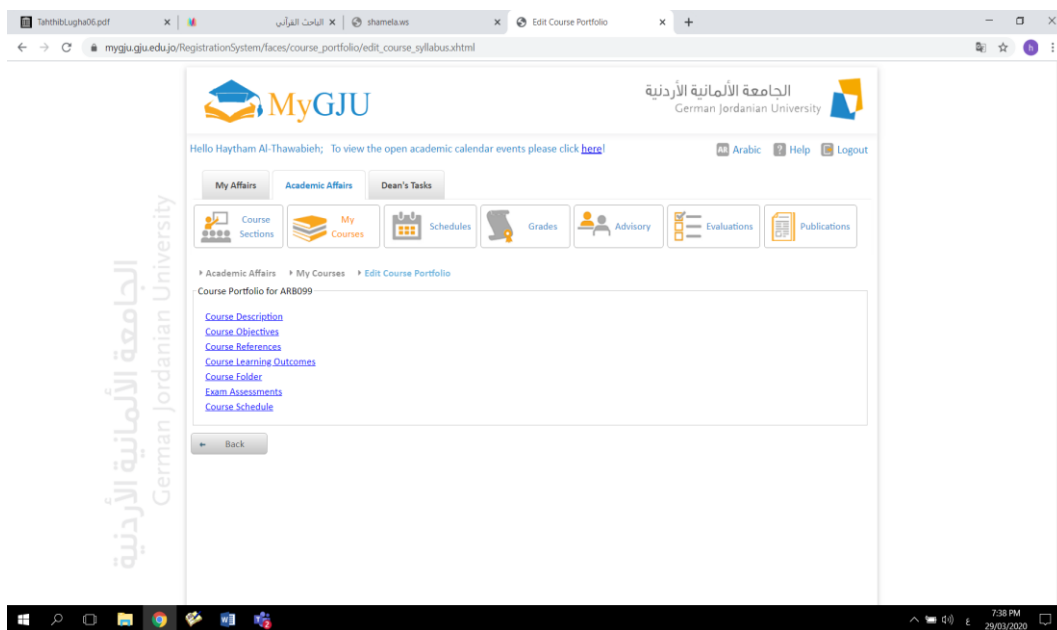 TahthibLugha06.pdf
الباحث القرآني
shamela.ws
Edit Course Portfolio
mygju.gju.edu.jo/RegistrationSystem/faces/course_portfolio/edit_course_syllabus.xhtml
MyGJU
الجامعة الألمانية الأردنية
German Jordanian University
Hello Haytham Al-Thawabieh; To view the open academic calendar events please click here!
AR Arabic ? Help Logout
My Affairs Academic Affairs Dean's Tasks
Course Sections
My Courses
Schedules
Grades
Advisory
Evaluations
Publications
Academic Affairs My Courses Edit Course Portfolio
Course Portfolio for ARB099
Course Description
Course Objectives
Course References
Course Learning Outcomes
Course Folder
Exam Assessments
Course Schedule
Back
الجامعة الألمانية الأردنية
German Jordanian University
ع
7:38 PM
29/03/2020